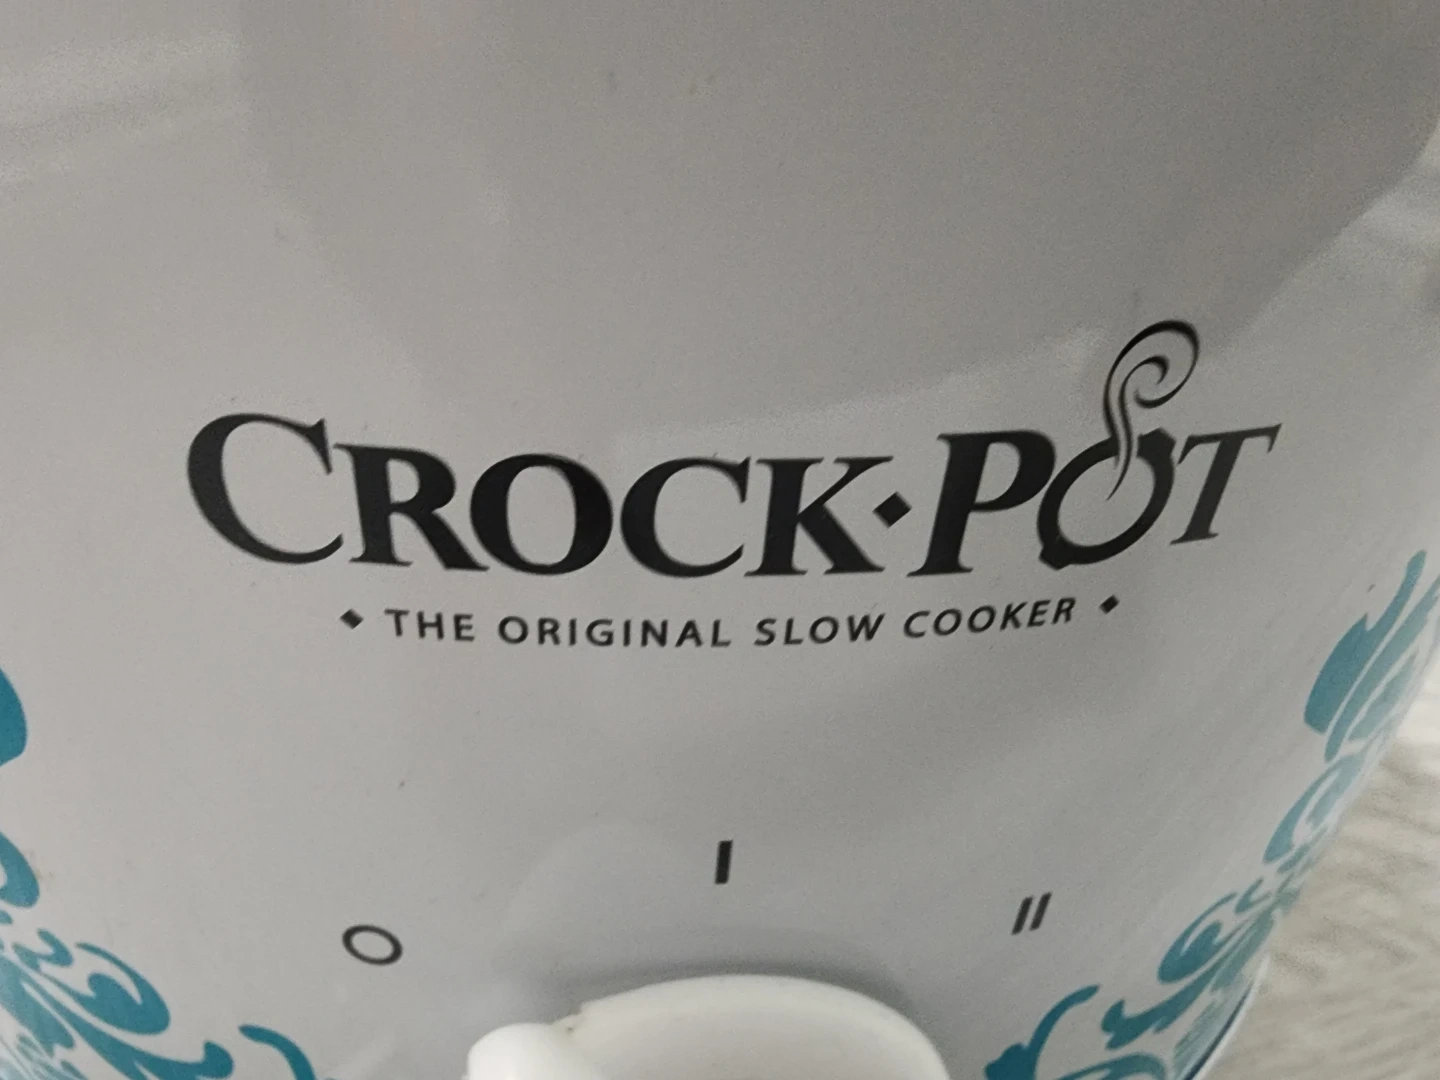 CROCK·POT
◆ THE ORIGINAL SLOW COOKER ◆
O I II